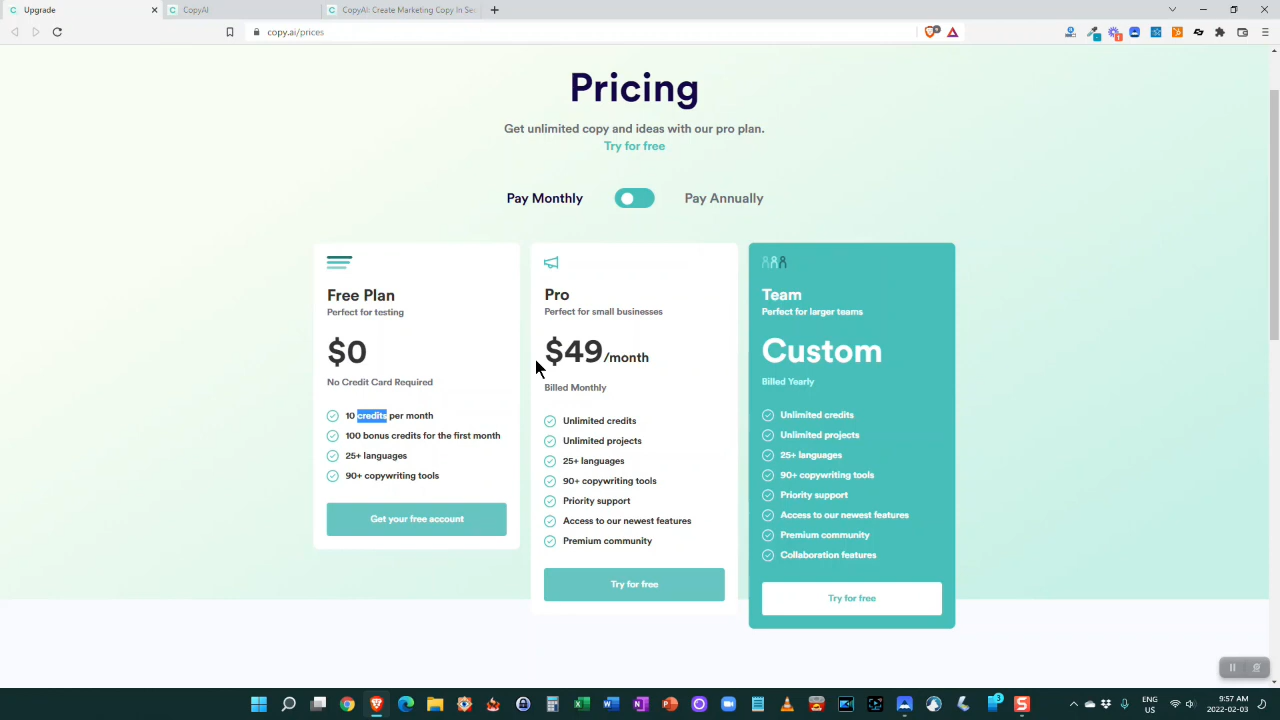 Upgrade
CopyAI
CopyAI: Create Marketing Copy In Sec
copy.ai/prices
Pricing
Get unlimited copy and ideas with our pro plan.
Try for free
Pay Monthly
Pay Annually
Free Plan
Perfect for testing
$0
No Credit Card Required
10 credits per month
100 bonus credits for the first month
25+ languages
90+ copywriting tools
Get your free account
Pro
Perfect for small businesses
$49/month
Billed Monthly
Unlimited credits
Unlimited projects
25+ languages
90+ copywriting tools
Priority support
Access to our newest features
Premium community
Try for free
Team
Perfect for larger teams
Custom
Billed Yearly
Unlimited credits
Unlimited projects
25+ languages
90+ copywriting tools
Priority support
Access to our newest features
Premium community
Collaboration features
Try for free
ENG
US
9:57 AM
2022-02-03